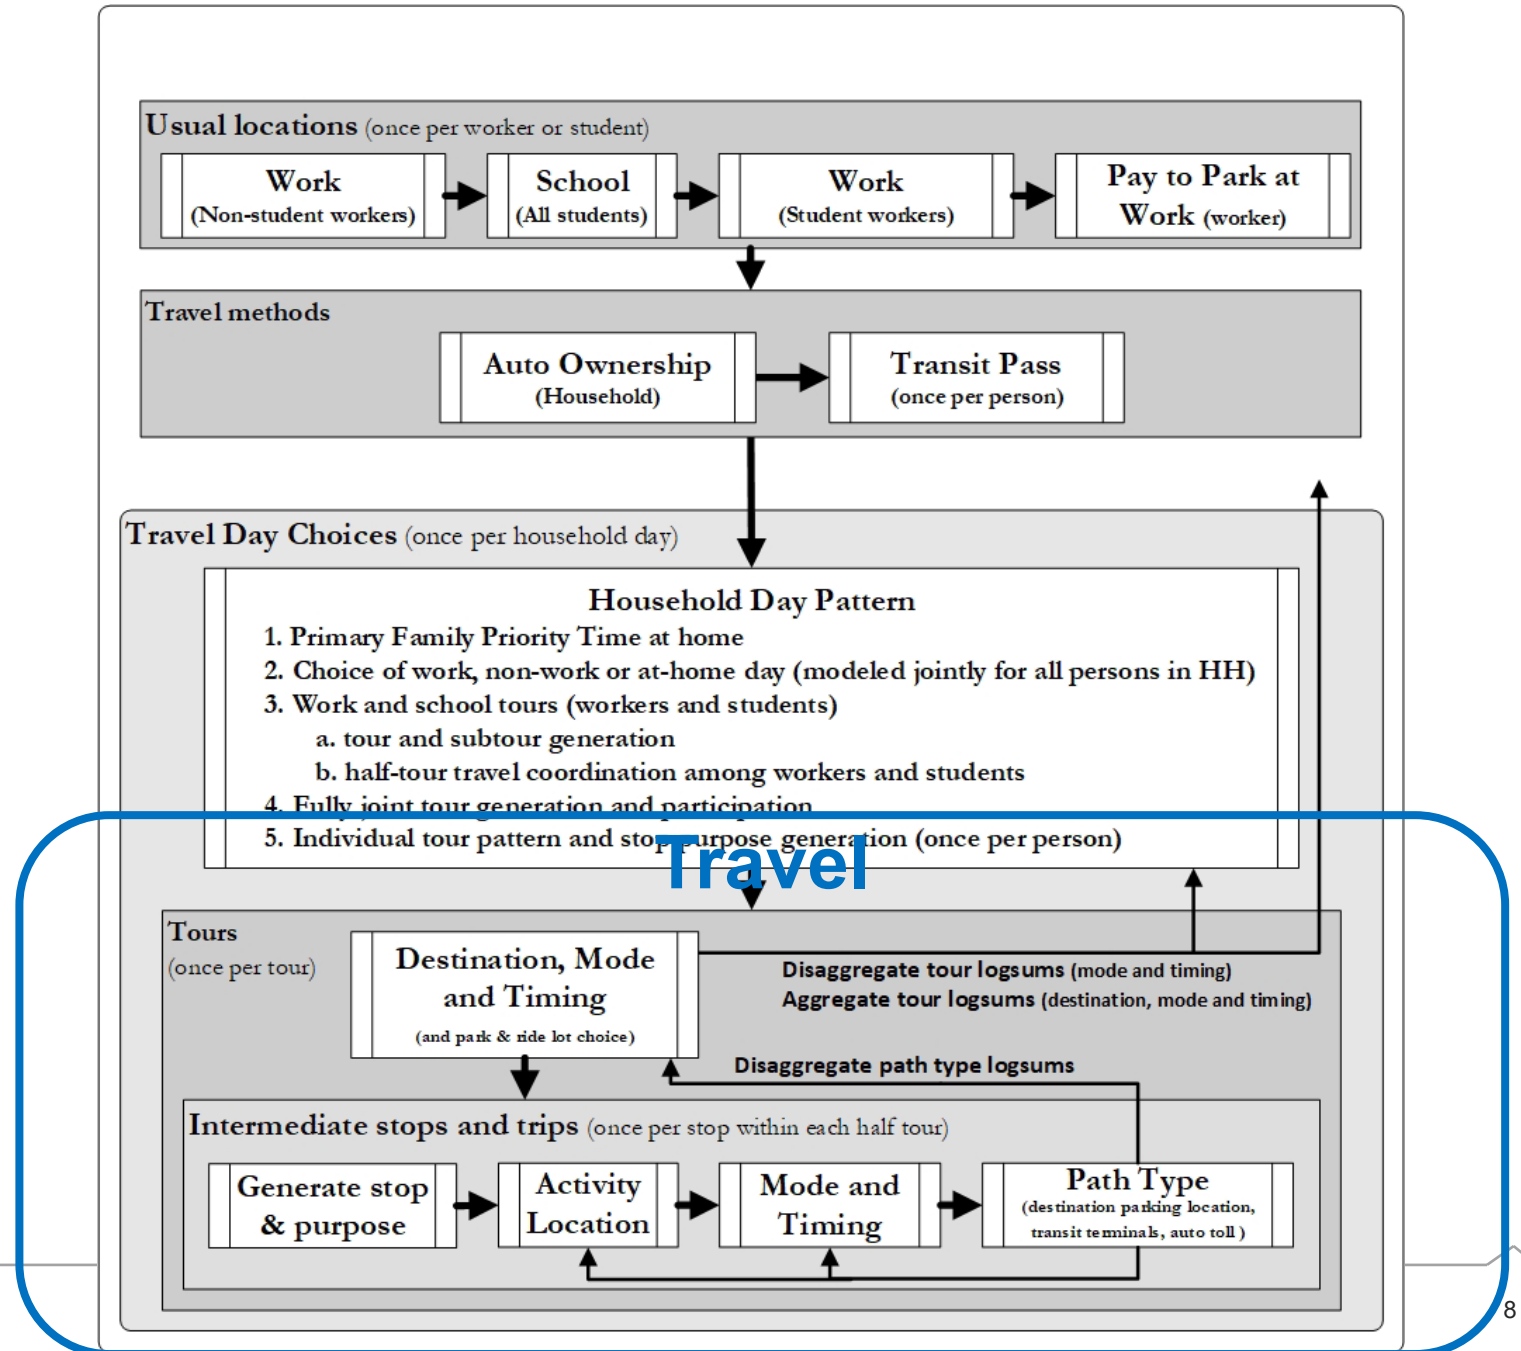 Usual locations (once per worker or student)
Work
(Non-student workers)
School
(All students)
Work
(Student workers)
Pay to Park at
Work (worker)
Travel methods
Auto Ownership
(Household)
Transit Pass
(once per person)
Travel Day Choices (once per household day)
Household Day Pattern
1. Primary Family Priority Time at home
2. Choice of work, non-work or at-home day (modeled jointly for all persons in HH)
3. Work and school tours (workers and students)
a. tour and subtour generation
b. half-tour travel coordination among workers and students
4. Fully joint tour generation and participation
5. Individual tour pattern and stop purpose generation (once per person)
Travel
Tours
(once per tour)
Destination, Mode
and Timing
(and park & ride lot choice)
Disaggregate tour logsums (mode and timing)
Aggregate tour logsums (destination, mode and timing)
Disaggregate path type logsums
Intermediate stops and trips (once per stop within each half tour)
Generate stop
& purpose
Activity
Location
Mode and
Timing
Path Type
(destination parking location,
transit terminals, auto toll)
8